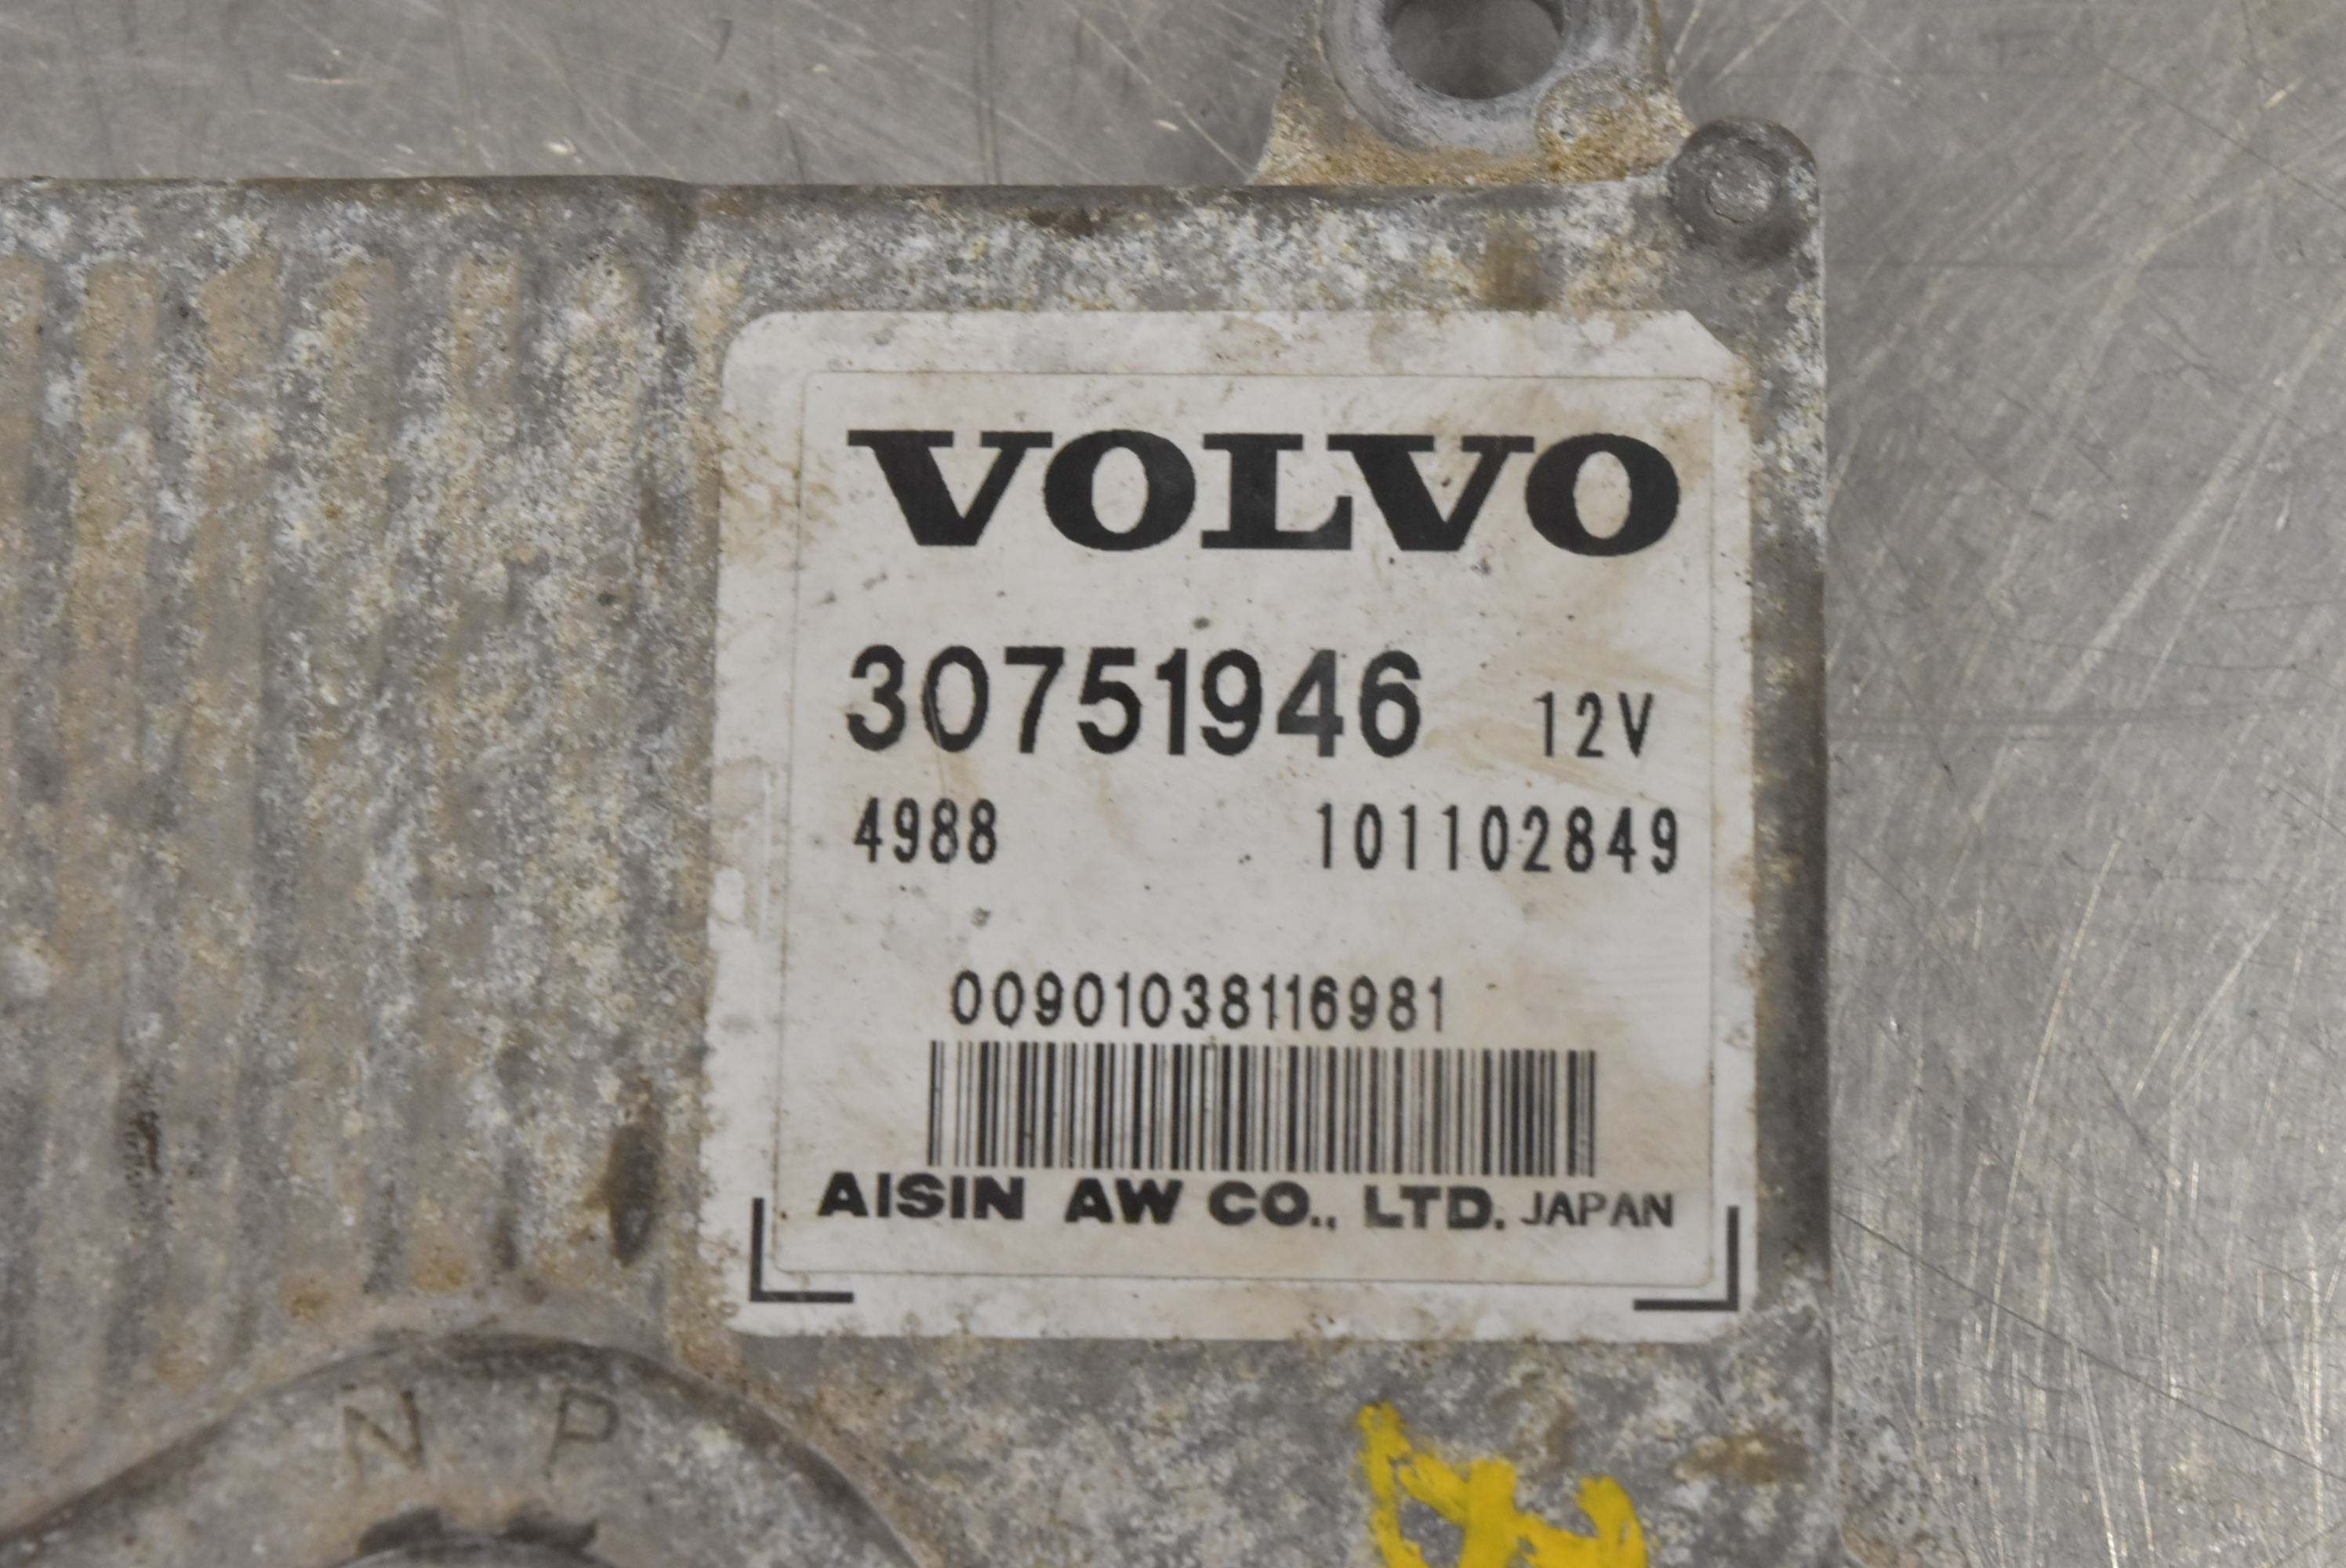 VOLVO
30751946 12V
4988 101102849
00901038116981
AISIN AW CO., LTD. JAPAN
N P